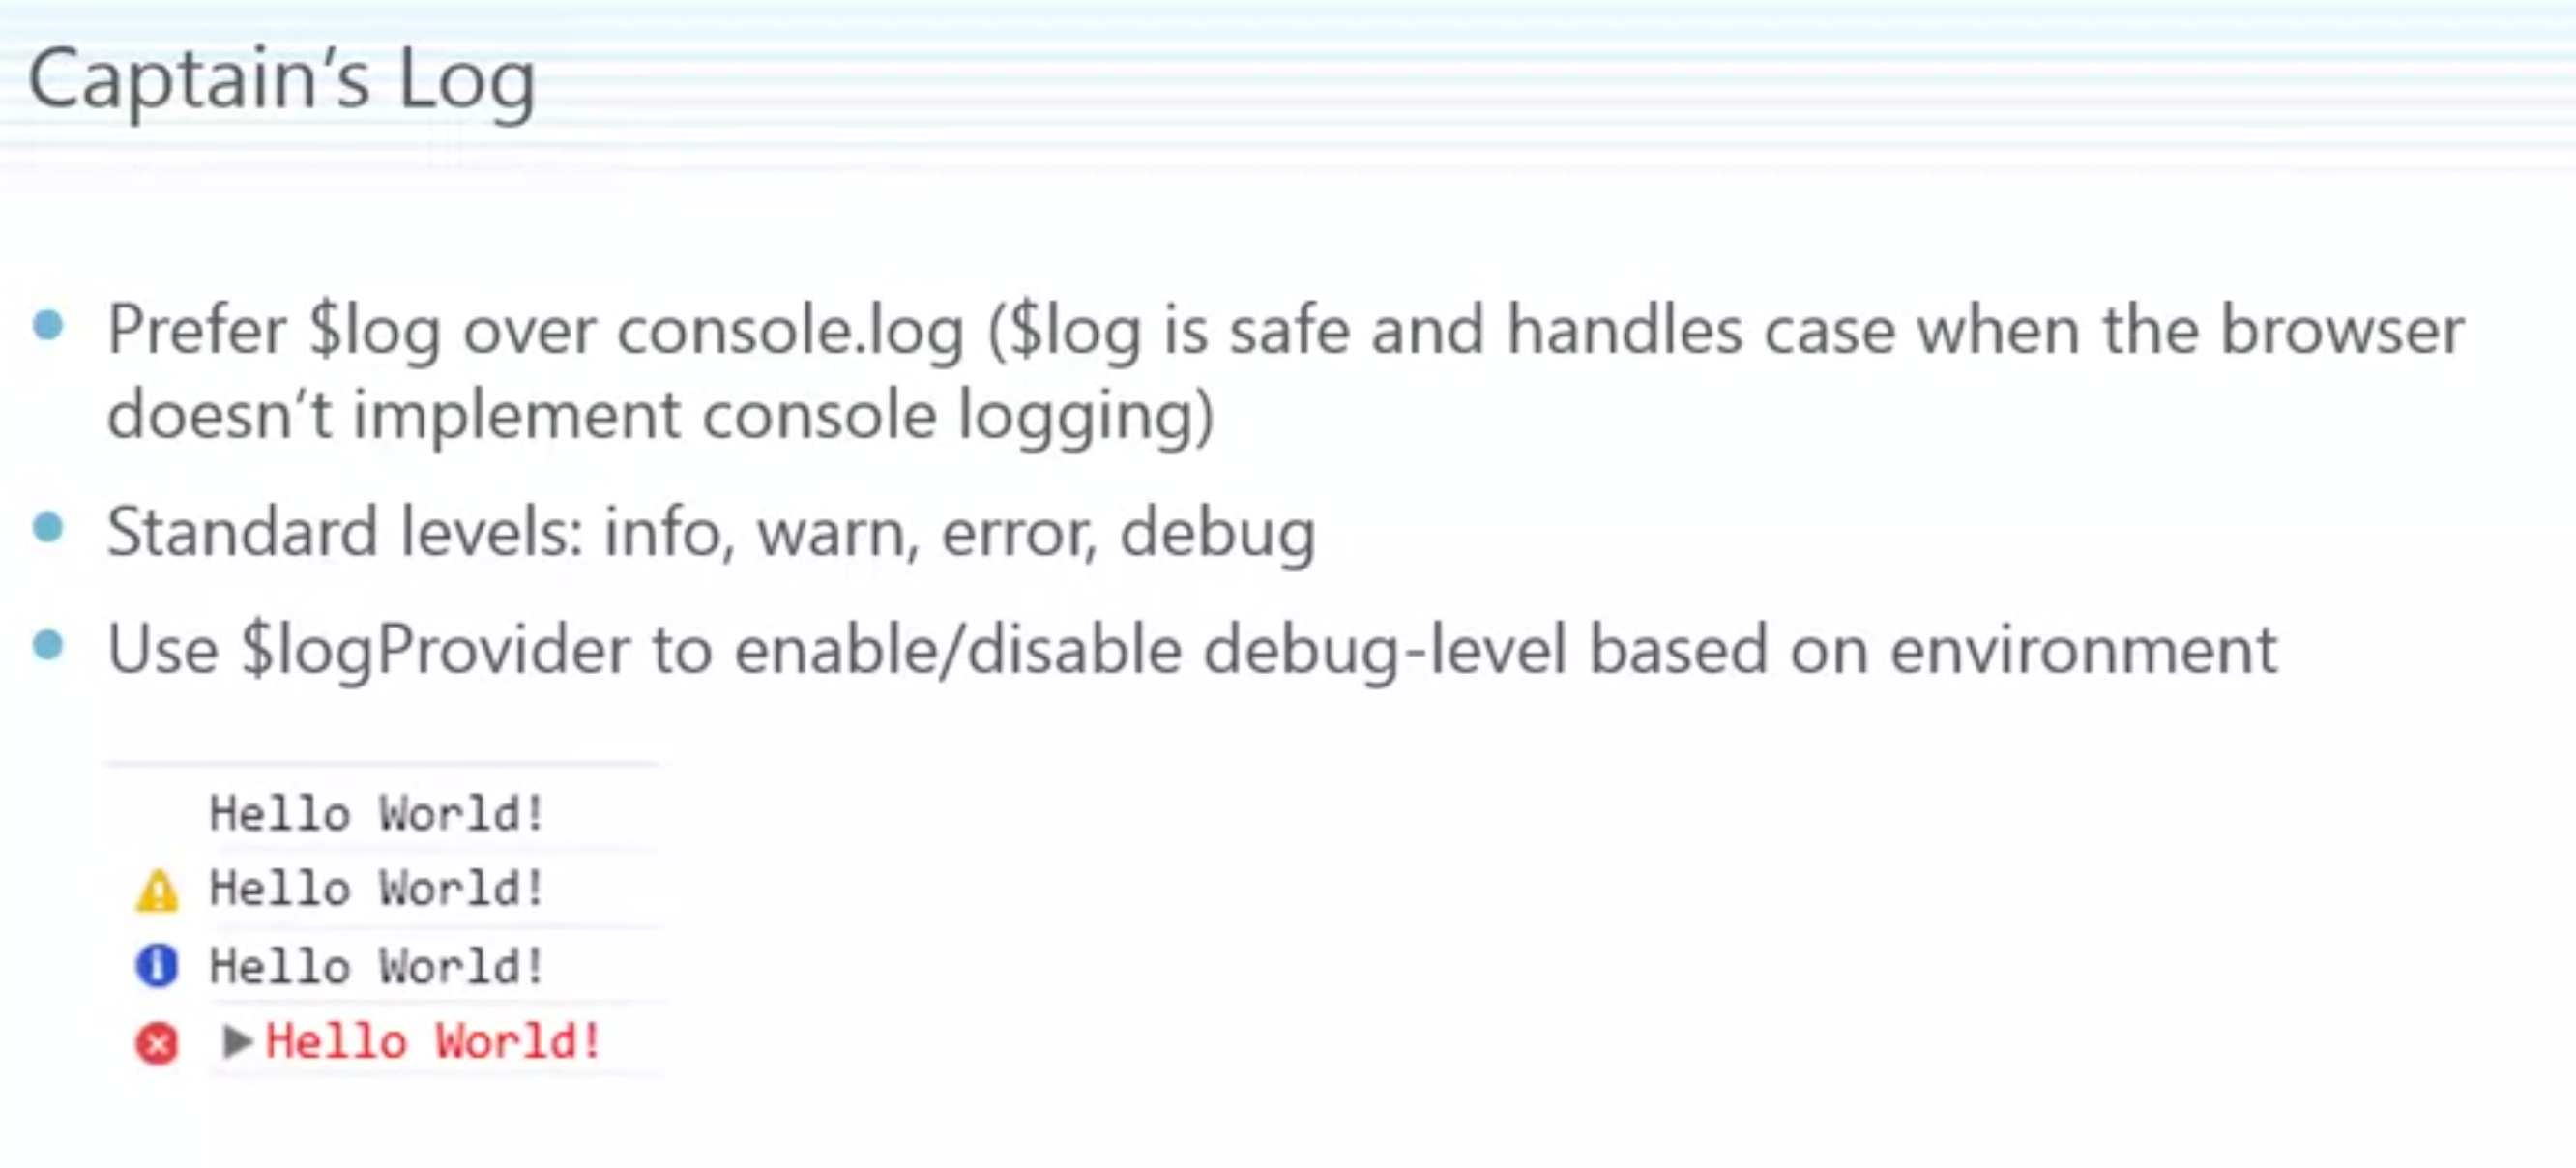 Captain's Log
Prefer $log over console.log ($log is safe and handles case when the browser
doesn't implement console logging)
Standard levels: info, warn, error, debug
Use $logProvider to enable/disable debug-level based on environment
Hello World!
Hello World!
Hello World!
Hello World!